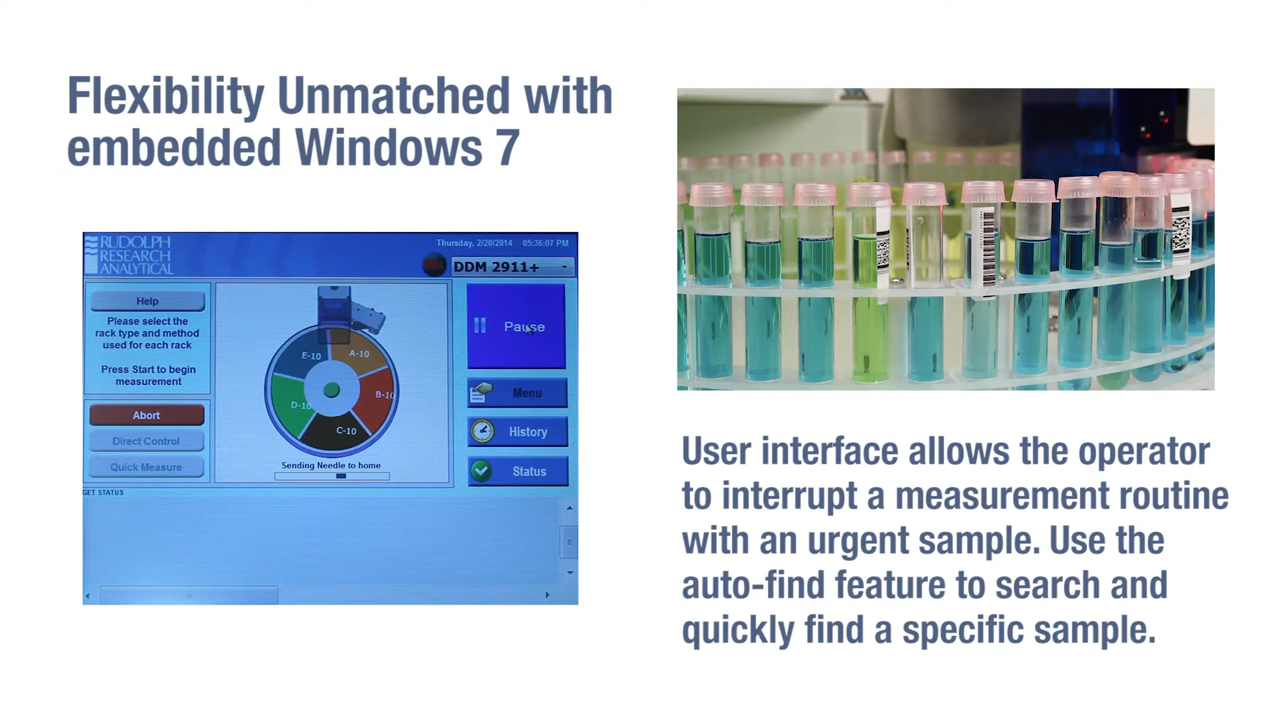 Flexibility Unmatched with
embedded Windows 7
RUDOLPH
RESEARCH
ANALYTICAL
Thursday, 2/20/2014 05:36:07 PM
DDM 2911+
Help
Please select the
rack type and method
used for each rack
Press Start to begin
measurement
Abort
Direct Control
Quick Measure
E-10
A-10
D-10
B-10
C-10
Sending Needle to home
Pause
Menu
History
Status
GET STATUS
User interface allows the operator
to interrupt a measurement routine
with an urgent sample. Use the
auto-find feature to search and
quickly find a specific sample.